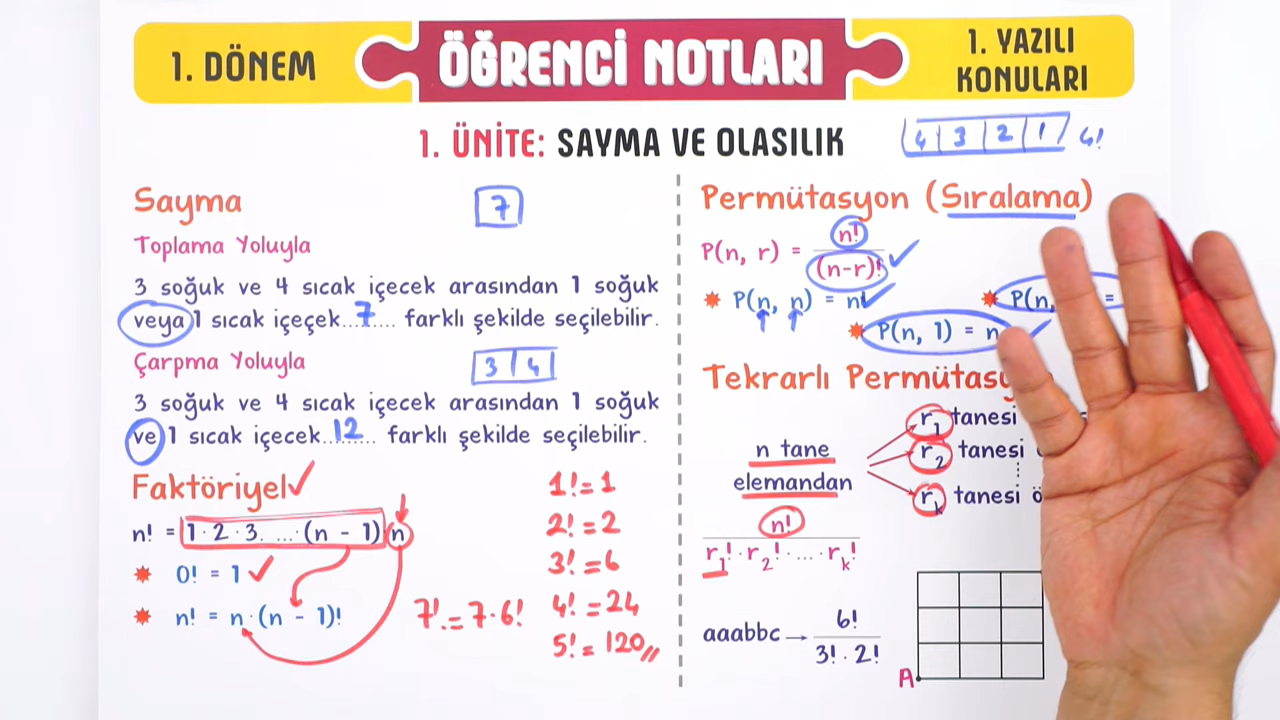 1. DÖNEM
ÖĞRENCİ NOTLARI
1. YAZILI
KONULARI
1. ÜNİTE: SAYMA VE OLASILIK
4 3 2 1 4!
Sayma
7
Toplama Yoluyla
3 soğuk ve 4 sıcak içecek arasından 1 soğuk
veya 1 sıcak içeçek...7.... farklı şekilde seçilebilir.
Çarpma Yoluyla
3 4
3 soğuk ve 4 sıcak içecek arasından 1 soğuk
ve 1 sıcak içecek...12.... farklı şekilde seçilebilir.
Faktöriyel ✓
n! = 1 · 2 · 3. ... · (n - 1) n
0! = 1 ✓
n! = n · (n - 1)!
7! = 7 · 6!
1! = 1
2! = 2
3! = 6
4! = 24
5! = 120
Permütasyon (Sıralama)
P(n, r) = n! / (n-r)! ✓
P(n, n) = n! ✓
P(n, =
P(n, 1) = n
Tekrarlı
n tane
elemandan
r₁ tanesi
r₂ tanesi
⋮
rₖ tanesi
n!
r₁! · r₂! · ... · rₖ!
aaabbc → 6! / 3! . 2!
A